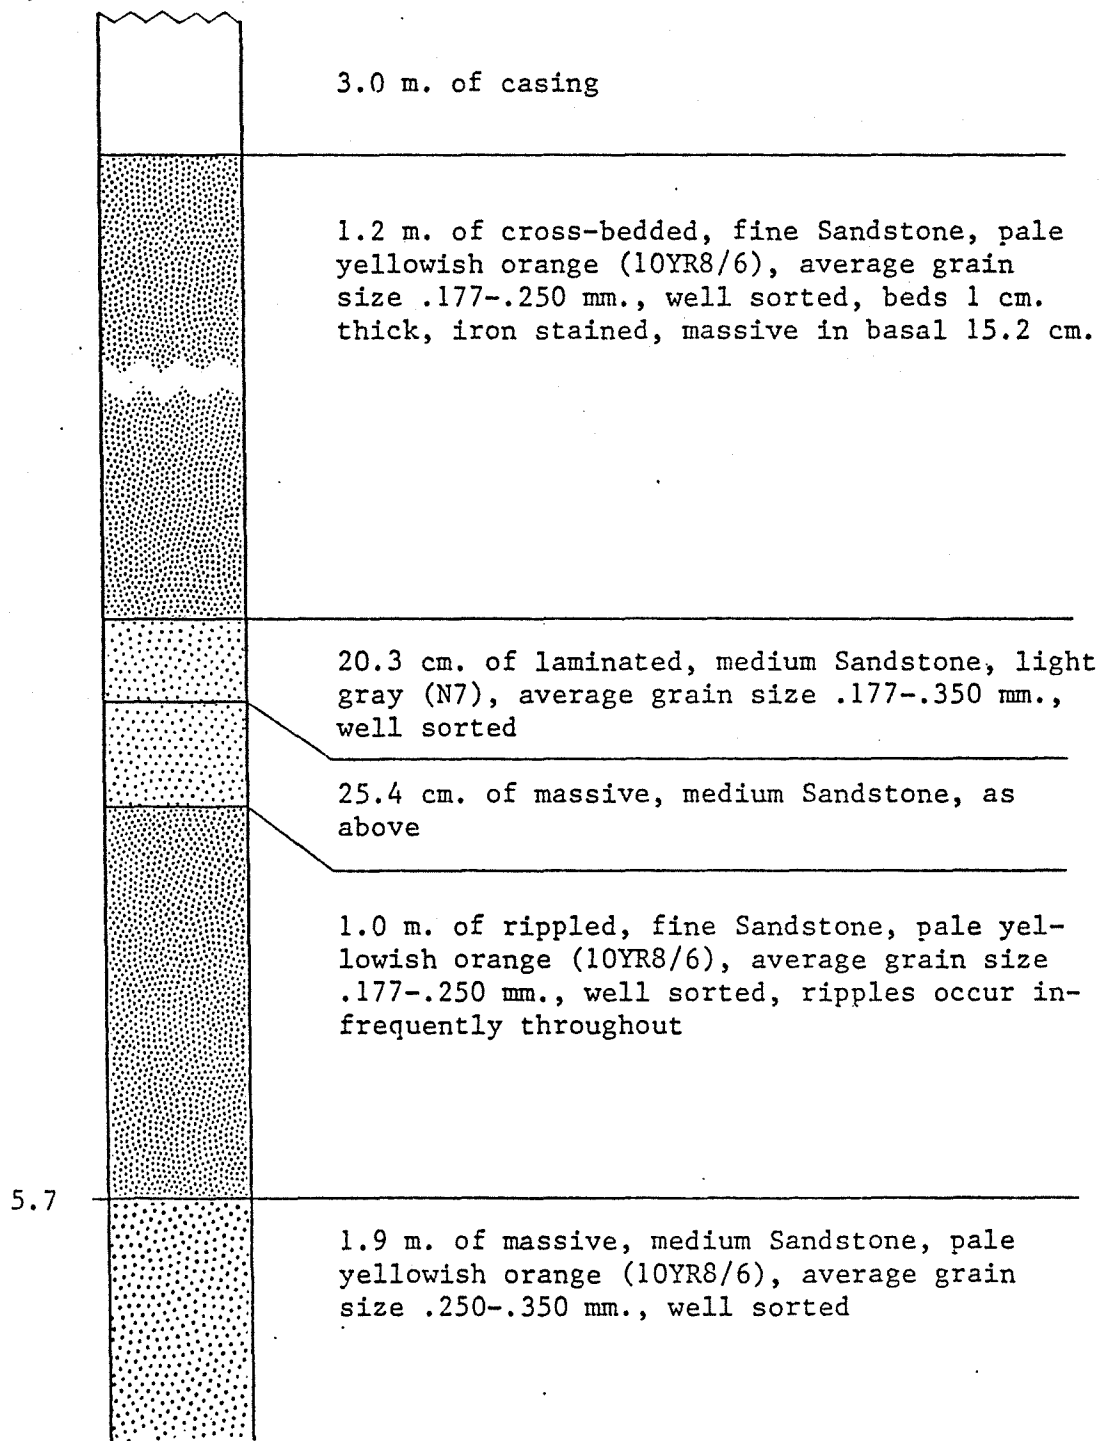 3.0 m. of casing
1.2 m. of cross-bedded, fine Sandstone, pale
yellowish orange (10YR8/6), average grain
size .177-.250 mm., well sorted, beds 1 cm.
thick, iron stained, massive in basal 15.2 cm.
20.3 cm. of laminated, medium Sandstone, light
gray (N7), average grain size .177-.350 mm.,
well sorted
25.4 cm. of massive, medium Sandstone, as
above
1.0 m. of rippled, fine Sandstone, pale yel-
lowish orange (10YR8/6), average grain size
.177-.250 mm., well sorted, ripples occur in-
frequently throughout
5.7
1.9 m. of massive, medium Sandstone, pale
yellowish orange (10YR8/6), average grain
size .250-.350 mm., well sorted